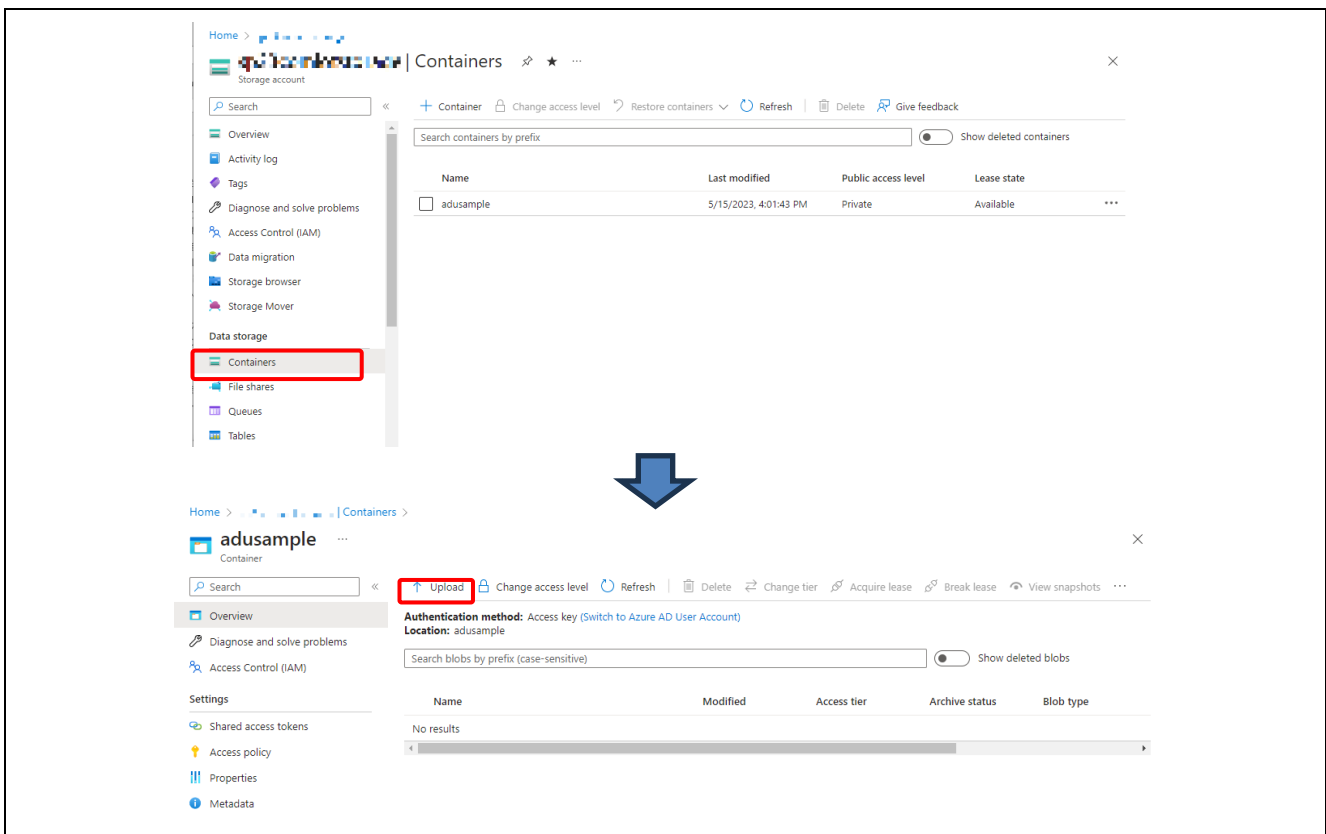 Home >
| Containers
Storage account
Search
Container Change access level Restore containers Refresh Delete Give feedback
Overview
Activity log
Tags
Diagnose and solve problems
Access Control (IAM)
Data migration
Storage browser
Storage Mover
Data storage
Containers
File shares
Queues
Tables
Search containers by prefix Show deleted containers
Name Last modified Public access level Lease state
adusample 5/15/2023, 4:01:43 PM Private Available
Home > | Containers >
adusample
Container
Search
Upload Change access level Refresh Delete Change tier Acquire lease Break lease View snapshots
Overview
Diagnose and solve problems
Access Control (IAM)
Settings
Shared access tokens
Access policy
Properties
Metadata
Authentication method: Access key (Switch to Azure AD User Account)
Location: adusample
Search blobs by prefix (case-sensitive) Show deleted blobs
Name Modified Access tier Archive status Blob type
No results